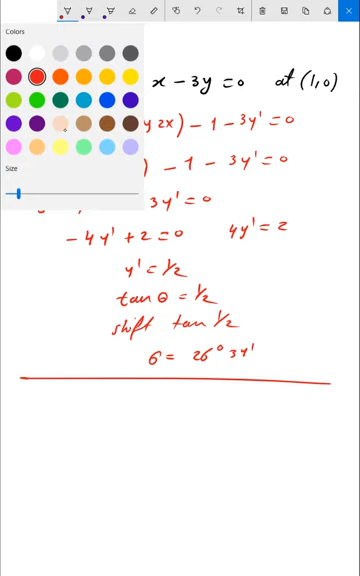 Colors
x - 3y = 0 at (1,0)
y 2x) - 1 - 3y' = 0
) - 1 - 3y' = 0
3y' = 0
Size
- 4y' + 2 = 0 4y' = 2
y' = 1/2
tan θ = 1/2
shift tan 1/2
6 = 26° 34'